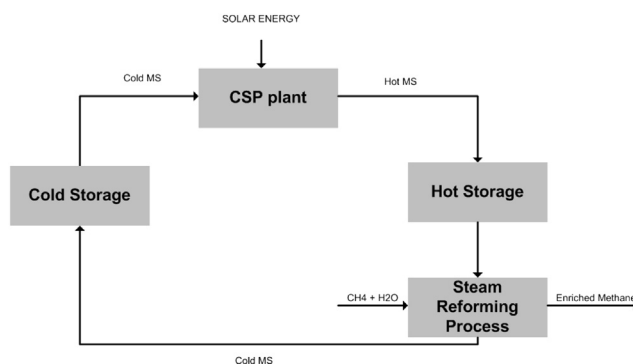 SOLAR ENERGY
Cold MS
CSP plant
Hot MS
Cold Storage
Hot Storage
CH4 + H2O
Steam
Reforming
Process
Enriched Methane
Cold MS